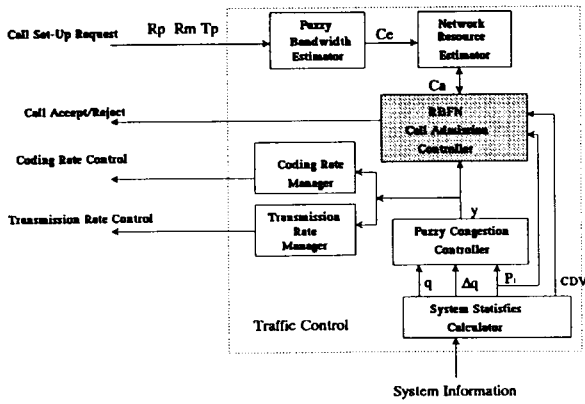 Call Set-Up Request
Rp Rm Tp
Fuzzy
Bandwidth
Estimator
Ce
Network
Resource
Estimator
Ca
Call Accept/Reject
RBFN
Call Admission
Controller
Coding Rate Control
Coding Rate
Manager
Transmission Rate Control
Transmission
Rate
Manager
y
Fuzzy Congestion
Controller
q
Δq
Pₗ
CDV
System Statistics
Calculator
Traffic Control
System Information